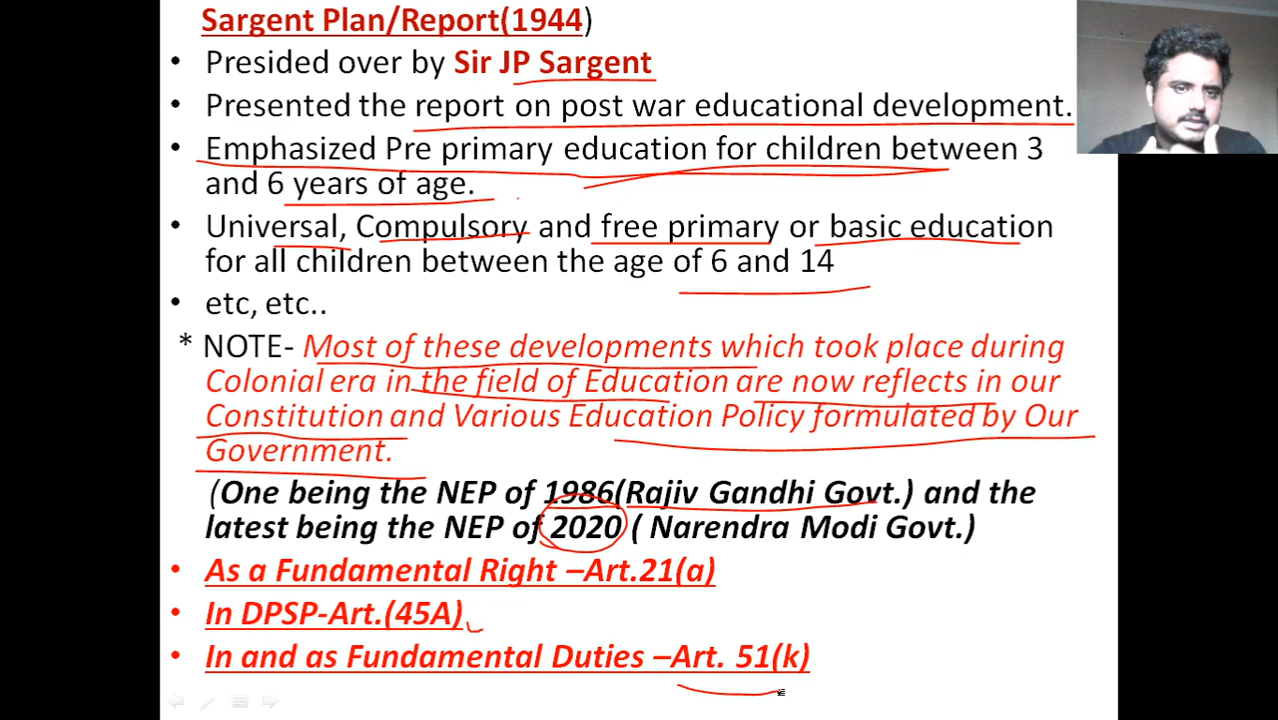 Sargent Plan/Report(1944)
• Presided over by Sir JP Sargent
• Presented the report on post war educational development.
• Emphasized Pre primary education for children between 3
and 6 years of age.
• Universal, Compulsory and free primary or basic education
for all children between the age of 6 and 14
• etc, etc..
* NOTE- Most of these developments which took place during
Colonial era in the field of Education are now reflects in our
Constitution and Various Education Policy formulated by Our
Government.
(One being the NEP of 1986(Rajiv Gandhi Govt.) and the
latest being the NEP of 2020 ( Narendra Modi Govt.)
• As a Fundamental Right –Art.21(a)
• In DPSP-Art.(45A)
• In and as Fundamental Duties –Art. 51(k)